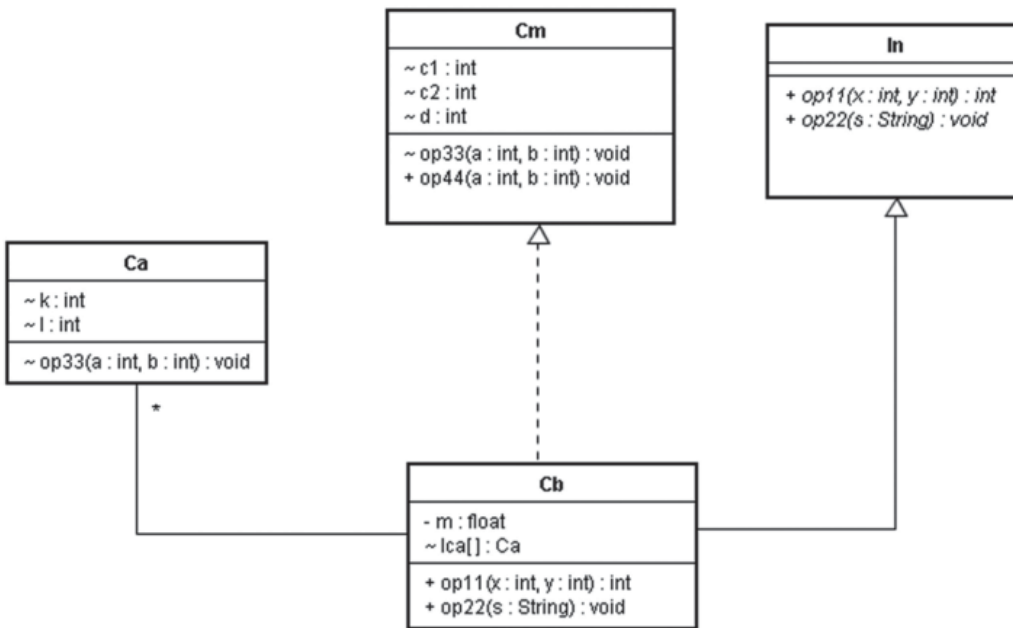 Cm
~ c1 : int
~ c2 : int
~ d : int
~ op33(a : int, b : int) : void
+ op44(a : int, b : int) : void
In
+ op11(x : int, y : int) : int
+ op22(s : String) : void
Ca
~ k : int
~ l : int
~ op33(a : int, b : int) : void
*
Cb
- m : float
~ lca[ ] : Ca
+ op11(x : int, y : int) : int
+ op22(s : String) : void